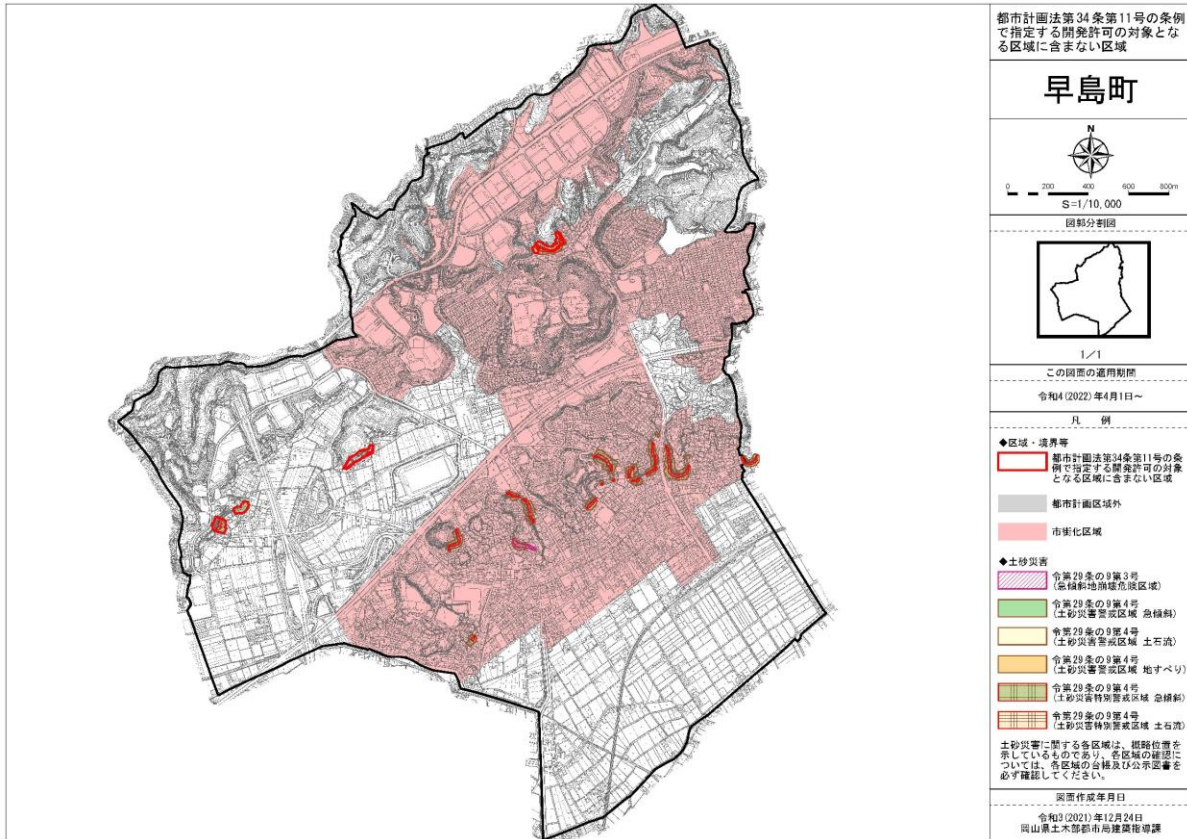 都市計画法第34条第11号の条例
で指定する開発許可の対象とな
る区域に含まない区域
早島町
N
0 200 400 600 800m
S=1/10,000
図郭分割図
1/1
この図面の適用期間
令和4(2022)年4月1日~
凡 例
◆区域・境界等
都市計画法第34条第11号の条
例で指定する開発許可の対象
となる区域に含まない区域
都市計画区域外
市街化区域
◆土砂災害
令第29条の9第3号
(急傾斜地崩壊危険区域)
令第29条の9第4号
(土砂災害警戒区域 急傾斜)
令第29条の9第4号
(土砂災害警戒区域 土石流)
令第29条の9第4号
(土砂災害警戒区域 地すべり)
令第29条の9第4号
(土砂災害特別警戒区域 急傾斜)
令第29条の9第4号
(土砂災害特別警戒区域 土石流)
土砂災害に関する各区域は、概略位置を
示しているものであり、各区域の確認に
ついては、各区域の台帳及び公示図書を
必ず確認してください。
図面作成年月日
令和3(2021)年12月24日
岡山県土木部都市局建築指導課